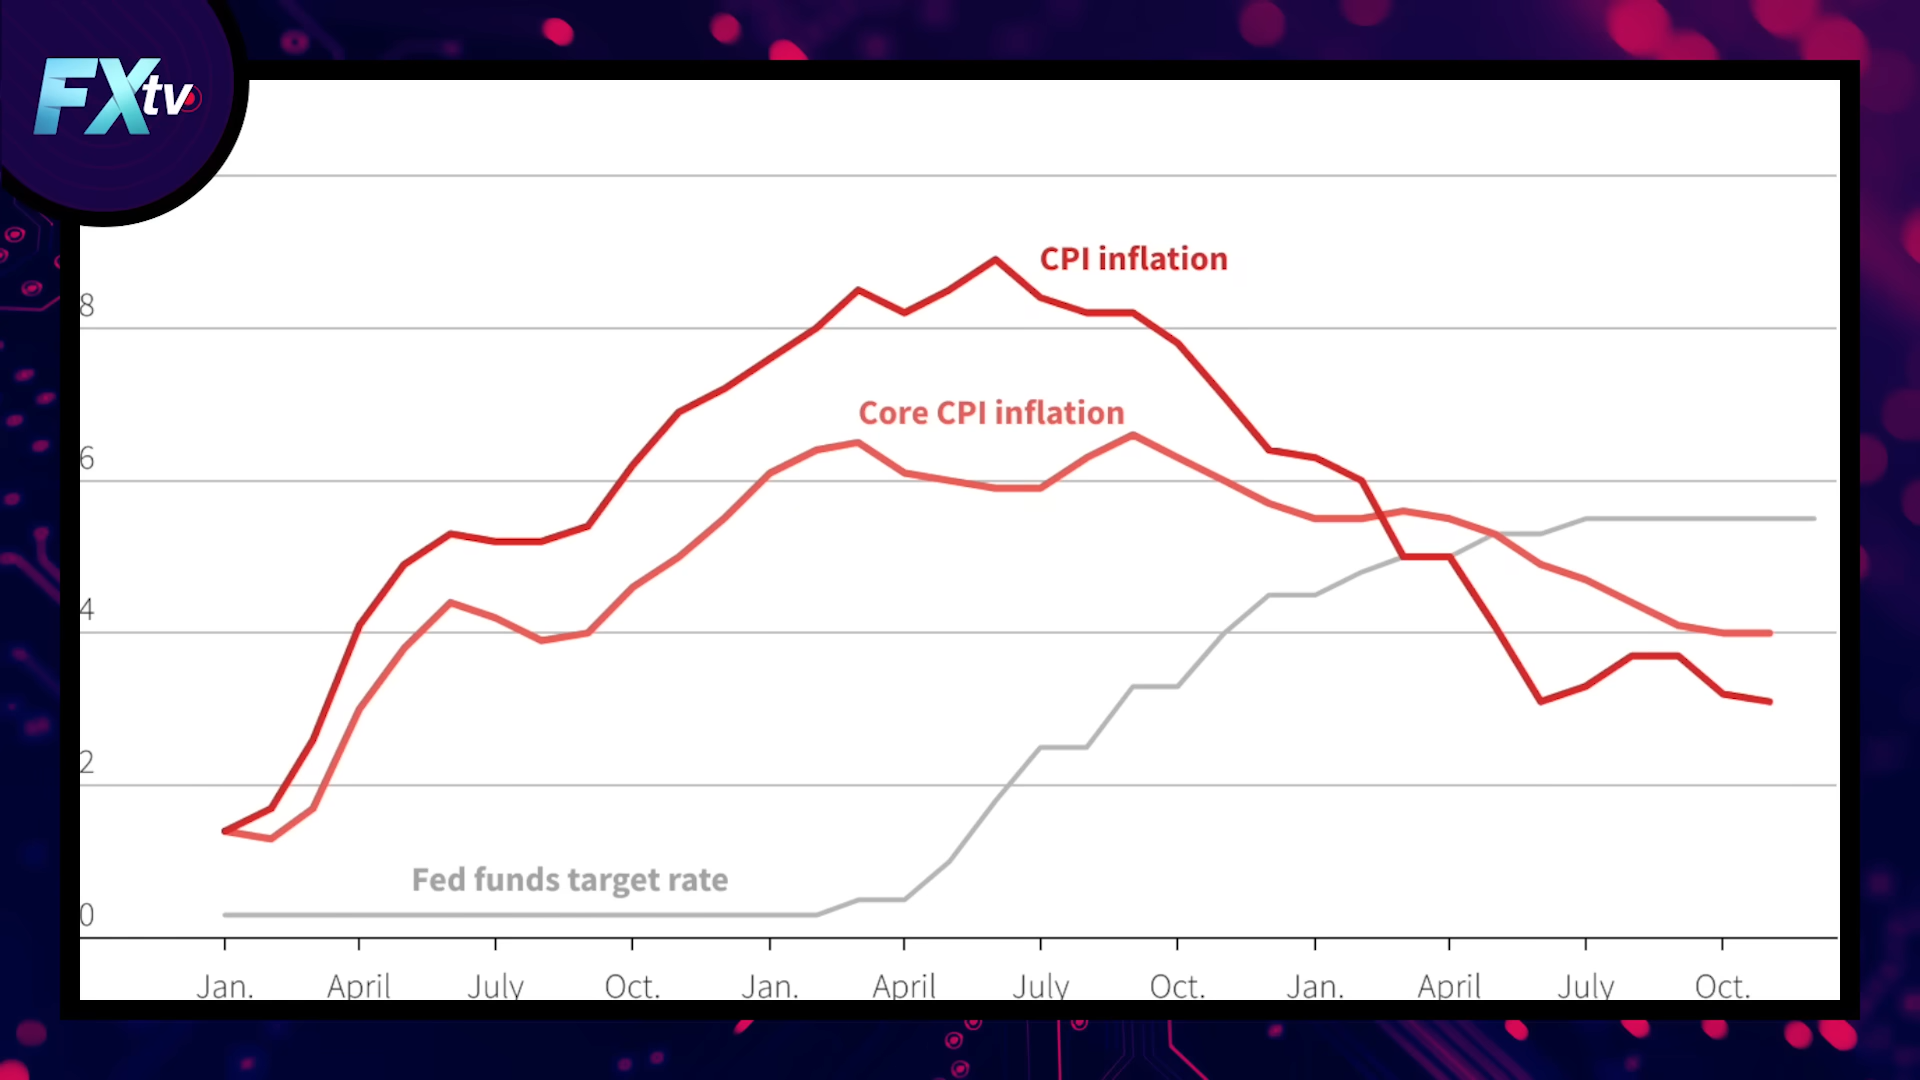 FXtv
CPI inflation
8
Core CPI inflation
6
4
2
Fed funds target rate
0
Jan. April July Oct. Jan. April July Oct. Jan. April July Oct.